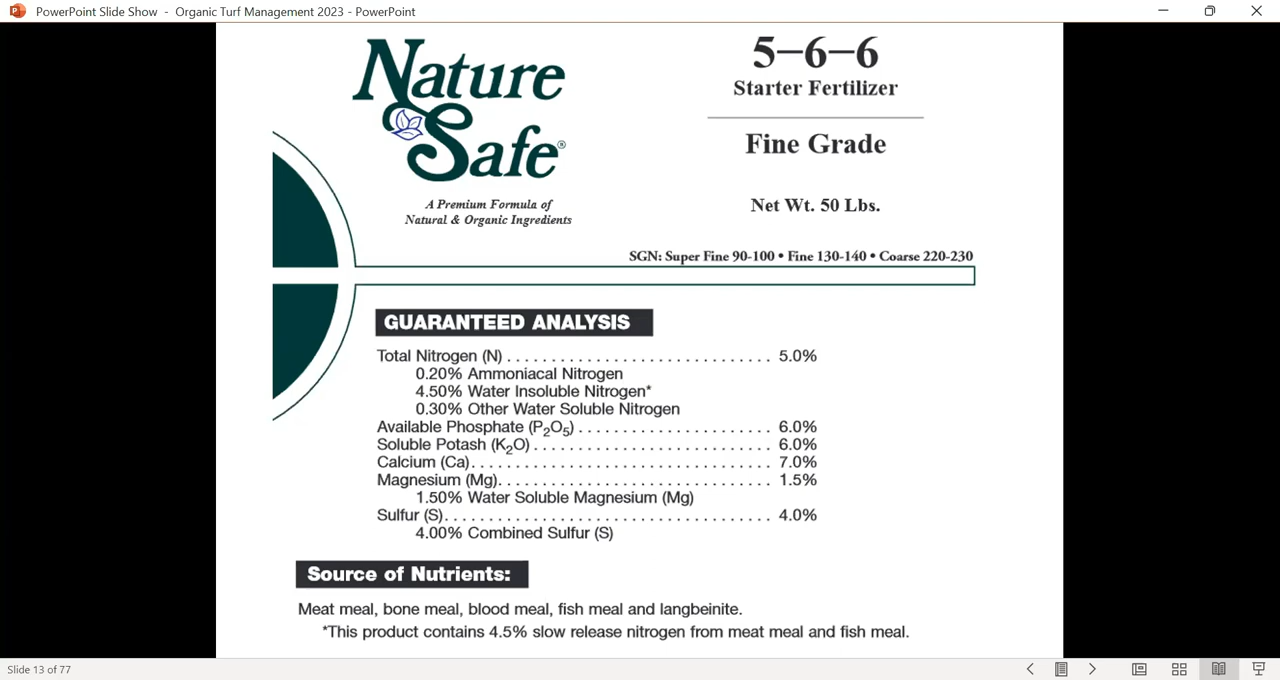 PowerPoint Slide Show - Organic Turf Management 2023 - PowerPoint
Nature
Safe®
A Premium Formula of
Natural & Organic Ingredients
5–6–6
Starter Fertilizer
Fine Grade
Net Wt. 50 Lbs.
SGN: Super Fine 90-100 • Fine 130-140 • Coarse 220-230
GUARANTEED ANALYSIS
Total Nitrogen (N) . . . . . . . . . . . . . . . . . . . . . . . . . . . . . 5.0%
0.20% Ammoniacal Nitrogen
4.50% Water Insoluble Nitrogen*
0.30% Other Water Soluble Nitrogen
Available Phosphate (P₂O₅) . . . . . . . . . . . . . . . . . . . . . 6.0%
Soluble Potash (K₂O) . . . . . . . . . . . . . . . . . . . . . . . . . . 6.0%
Calcium (Ca). . . . . . . . . . . . . . . . . . . . . . . . . . . . . . . . . 7.0%
Magnesium (Mg). . . . . . . . . . . . . . . . . . . . . . . . . . . . . . 1.5%
1.50% Water Soluble Magnesium (Mg)
Sulfur (S). . . . . . . . . . . . . . . . . . . . . . . . . . . . . . . . . . . . 4.0%
4.00% Combined Sulfur (S)
Source of Nutrients:
Meat meal, bone meal, blood meal, fish meal and langbeinite.
*This product contains 4.5% slow release nitrogen from meat meal and fish meal.
Slide 13 of 77